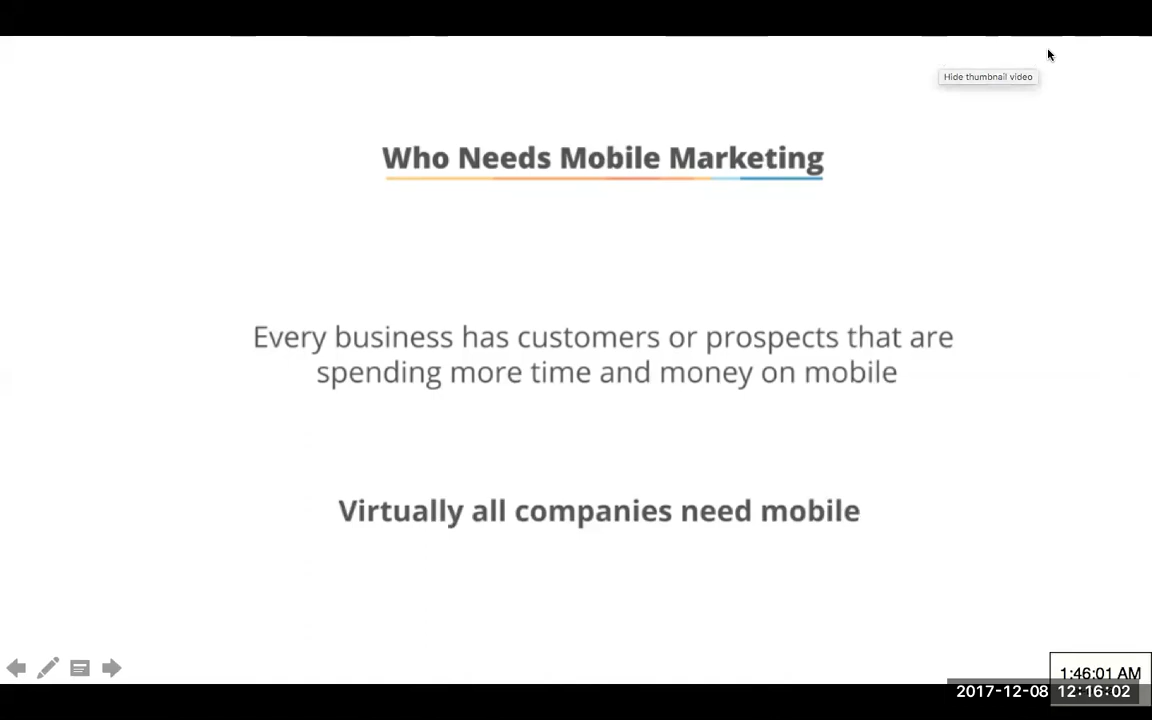 Hide thumbnail video
Who Needs Mobile Marketing
Every business has customers or prospects that are
spending more time and money on mobile
Virtually all companies need mobile
1:46:01 AM
2017-12-08 12:16:02